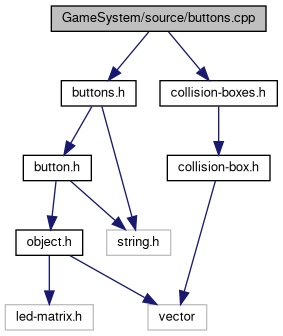 GameSystem/source/buttons.cpp
buttons.h
collision-boxes.h
button.h
collision-box.h
object.h
string.h
led-matrix.h
vector